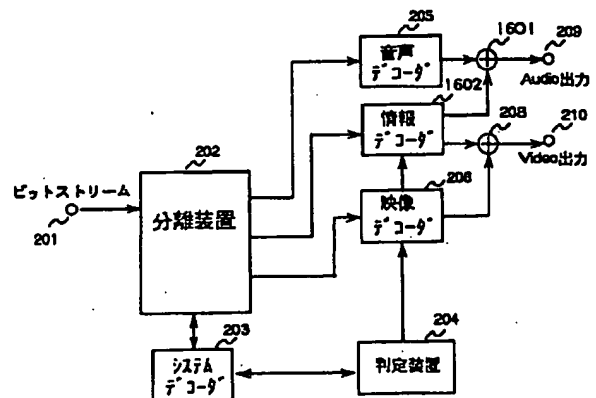 205
音声
デコーダ
1601
209
Audio出力
1602
情報
デコーダ
208
210
Video出力
202
分離装置
ビットストリーム
201
206
映像
デコーダ
203
システム
デコーダ
204
判定装置